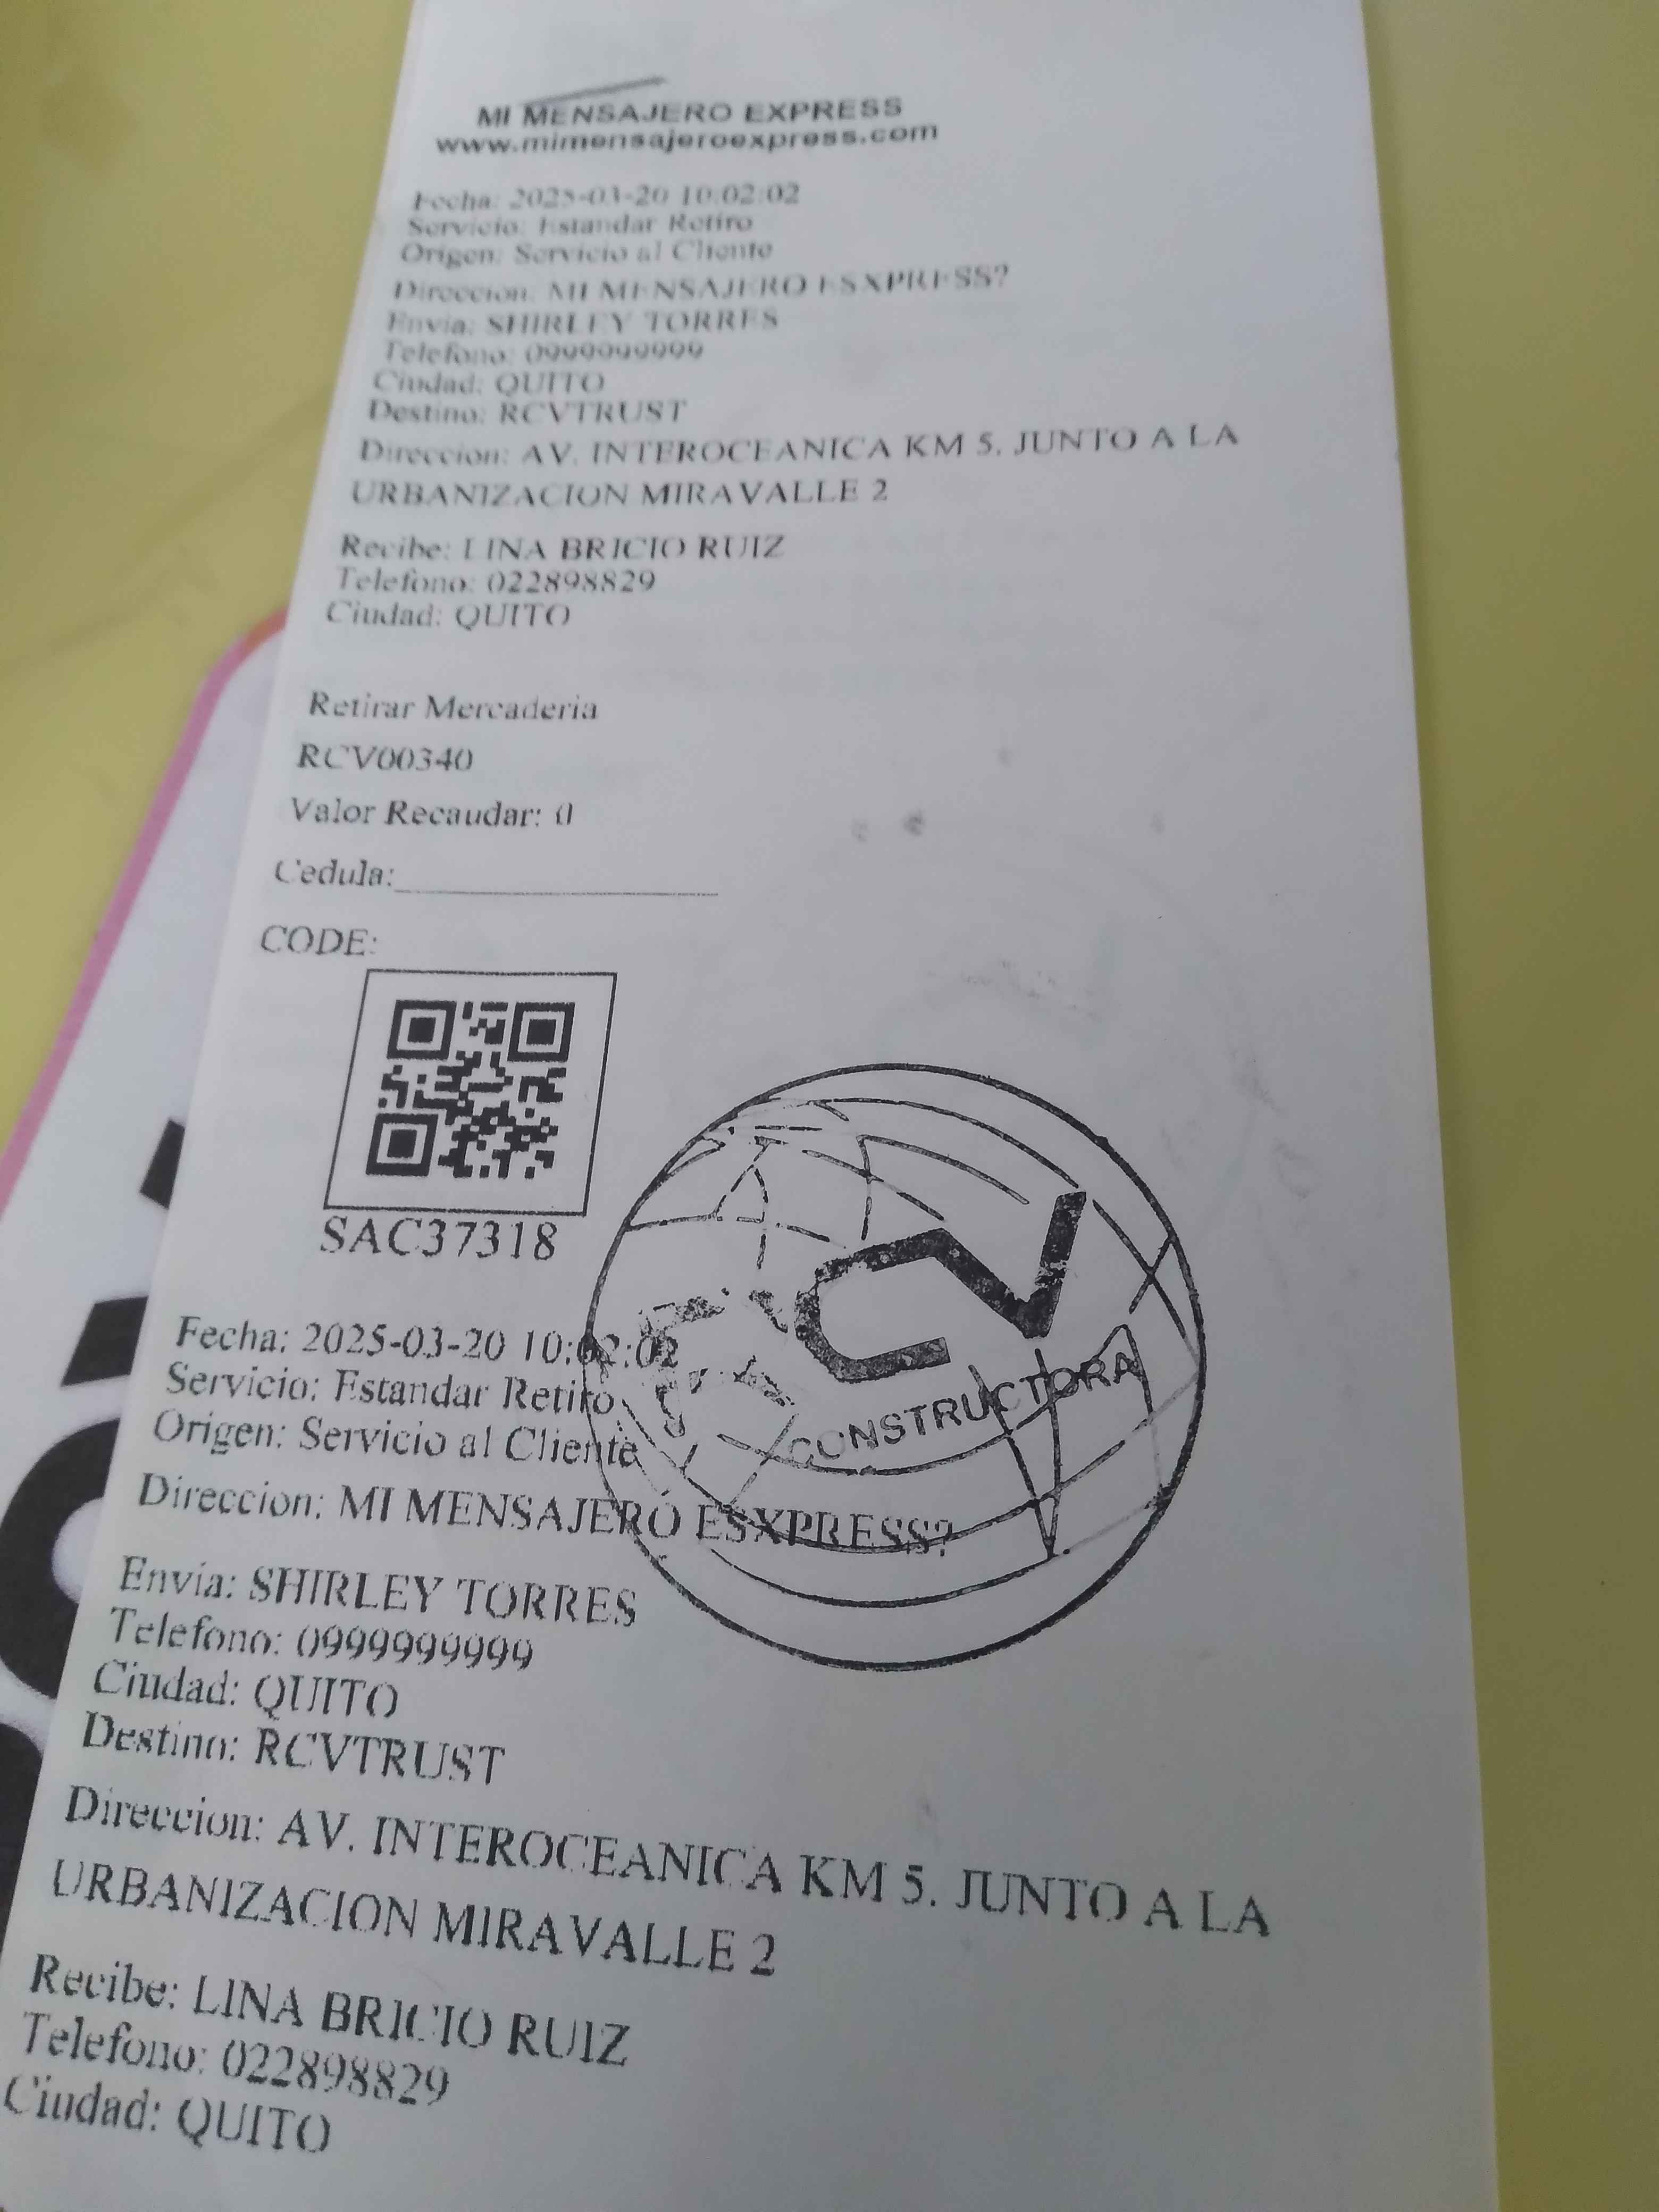 MI MENSAJERO EXPRESS
www.mimensajeroexpress.com
Fecha: 2025-03-20 10:02:02
Servicio: Estandar Retiro
Origen: Servicio al Cliente
Direccion: MI MENSAJERO ESXPRESS?
Envia: SHIRLEY TORRES
Telefono: 0999999999
Ciudad: QUITO
Destino: RCVTRUST
Direccion: AV. INTEROCEANICA KM 5. JUNTO A LA
URBANIZACION MIRAVALLE 2
Recibe: LINA BRICIO RUIZ
Telefono: 022898829
Ciudad: QUITO
Retirar Mercaderia
RCV00340
Valor Recaudar: 0
Cedula:
CODE:
SAC37318
CV
CONSTRUCTORA
Fecha: 2025-03-20 10:02:02
Servicio: Estandar Retiro
Origen: Servicio al Cliente
Direccion: MI MENSAJERO ESXPRESS?
Envia: SHIRLEY TORRES
Telefono: 0999999999
Ciudad: QUITO
Destino: RCVTRUST
Direccion: AV. INTEROCEANICA KM 5. JUNTO A LA
URBANIZACION MIRAVALLE 2
Recibe: LINA BRICIO RUIZ
Telefono: 022898829
Ciudad: QUITO